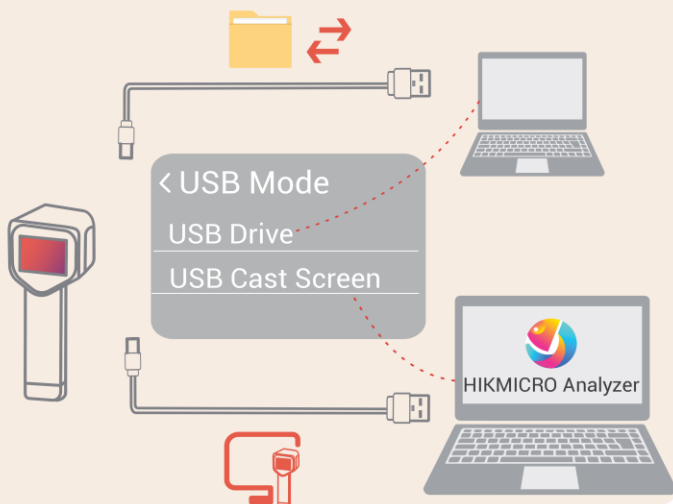 < USB Mode
USB Drive
USB Cast Screen
HIKMICRO Analyzer